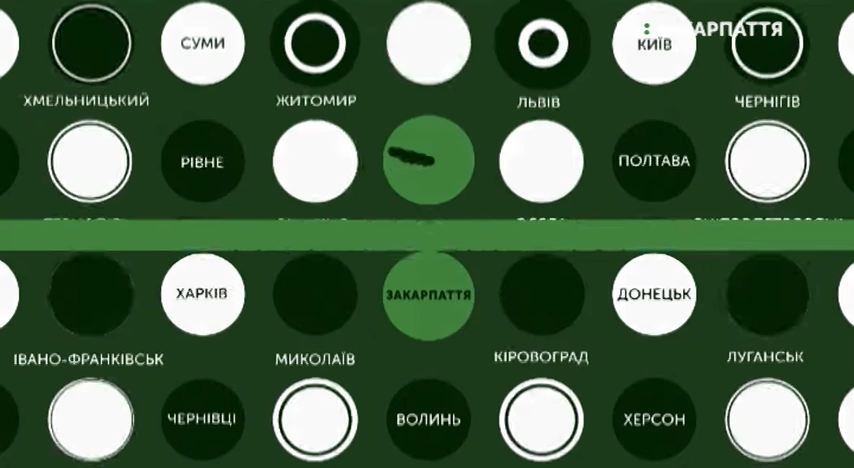 СУМИ
КИЇВ
ХМЕЛЬНИЦЬКИЙ ЖИТОМИР ЛЬВІВ ЧЕРНІГІВ
РІВНЕ ПОЛТАВА
ХАРКІВ ЗАКАРПАТТЯ ДОНЕЦЬК
ІВАНО-ФРАНКІВСЬК МИКОЛАЇВ КІРОВОГРАД ЛУГАНСЬК
ЧЕРНІВЦІ ВОЛИНЬ ХЕРСОН